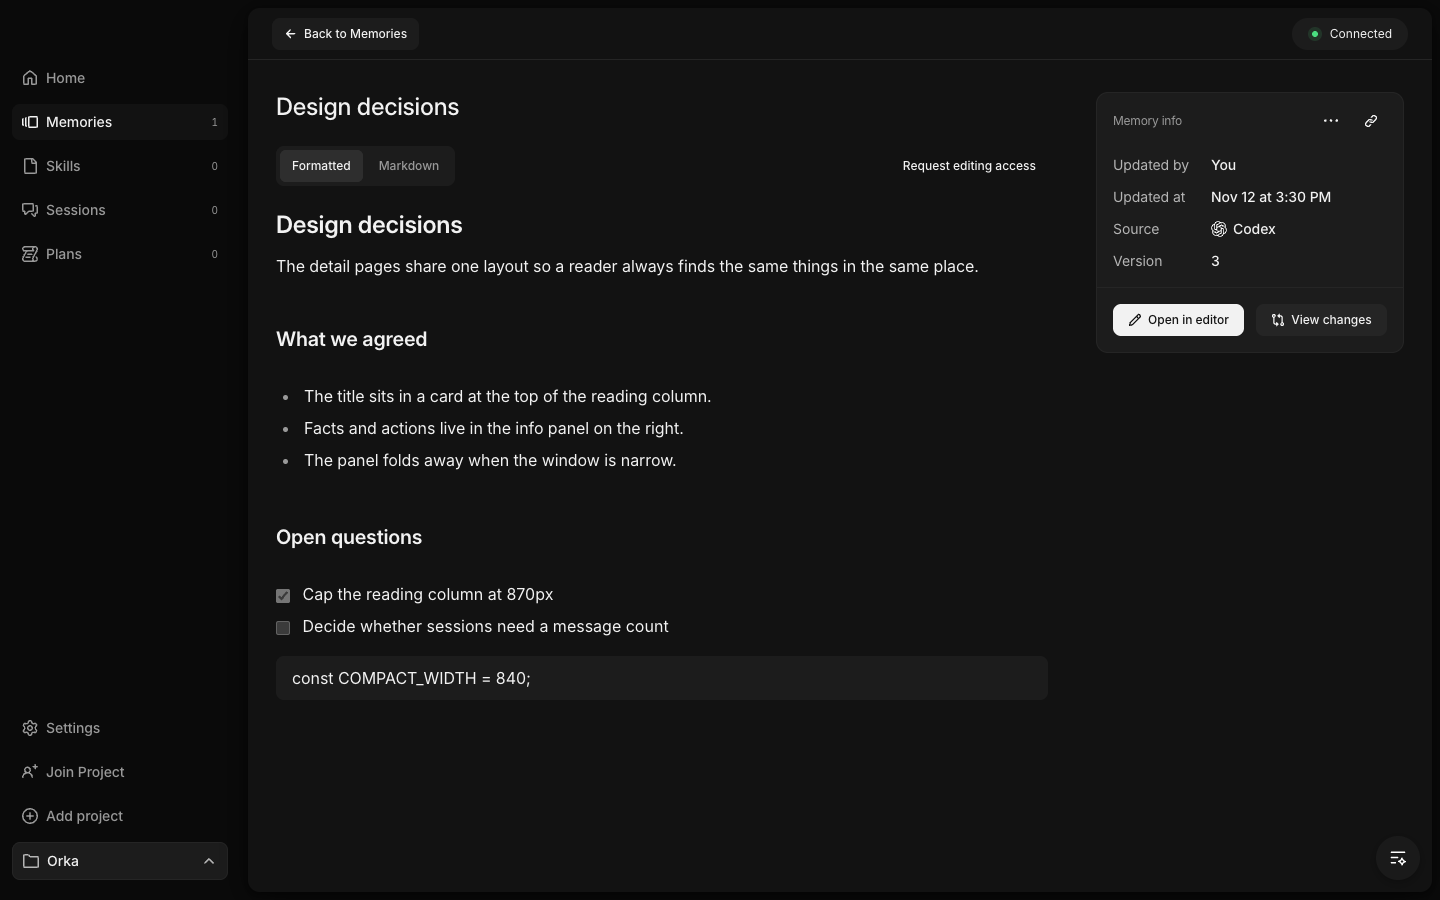 Back to Memories
Connected
Home
Memories 1
Skills 0
Sessions 0
Plans 0
Settings
Join Project
Add project
Orka
Design decisions
Formatted Markdown
Request editing access
Design decisions
The detail pages share one layout so a reader always finds the same things in the same place.
What we agreed
The title sits in a card at the top of the reading column.
Facts and actions live in the info panel on the right.
The panel folds away when the window is narrow.
Open questions
Cap the reading column at 870px
Decide whether sessions need a message count
const COMPACT_WIDTH = 840;
Memory info
Updated by You
Updated at Nov 12 at 3:30 PM
Source Codex
Version 3
Open in editor
View changes